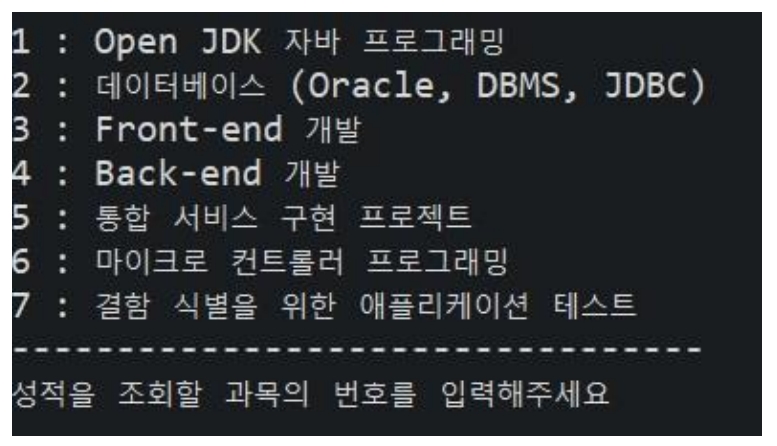 1 : Open JDK 자바 프로그래밍
2 : 데이터베이스 (Oracle, DBMS, JDBC)
3 : Front-end 개발
4 : Back-end 개발
5 : 통합 서비스 구현 프로젝트
6 : 마이크로 컨트롤러 프로그래밍
7 : 결함 식별을 위한 애플리케이션 테스트
-----------------------------------
성적을 조회할 과목의 번호를 입력해주세요